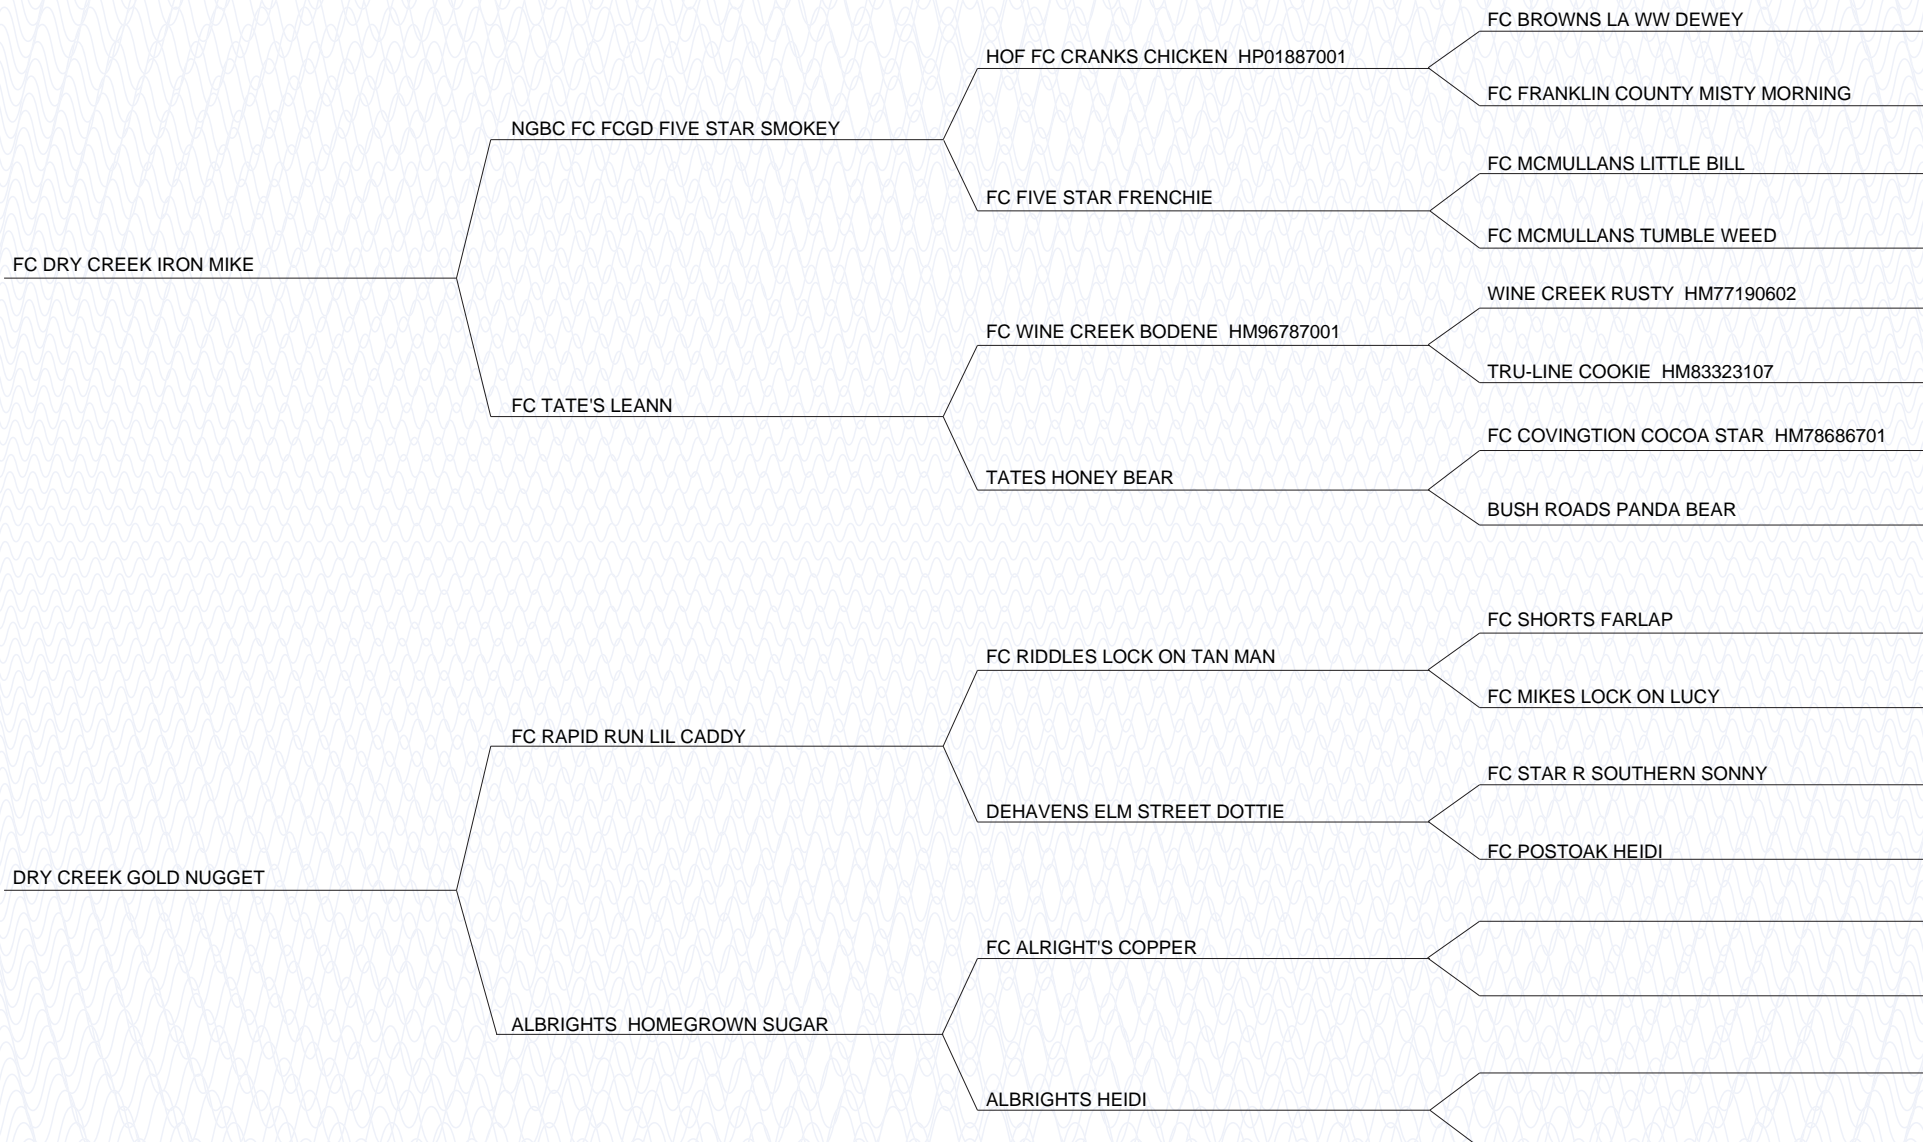 FC BROWNS LA WW DEWEY
HOF FC CRANKS CHICKEN  HP01887001
FC FRANKLIN COUNTY MISTY MORNING
NGBC FC FCGD FIVE STAR SMOKEY
FC MCMULLANS LITTLE BILL
FC FIVE STAR FRENCHIE
FC MCMULLANS TUMBLE WEED
FC DRY CREEK IRON MIKE
WINE CREEK RUSTY  HM77190602
FC WINE CREEK BODENE  HM96787001
TRU-LINE COOKIE  HM83323107
FC TATE'S LEANN
FC COVINGTION COCOA STAR  HM78686701
TATES HONEY BEAR
BUSH ROADS PANDA BEAR
FC SHORTS FARLAP
FC RIDDLES LOCK ON TAN MAN
FC MIKES LOCK ON LUCY
FC RAPID RUN LIL CADDY
FC STAR R SOUTHERN SONNY
DEHAVENS ELM STREET DOTTIE
FC POSTOAK HEIDI
DRY CREEK GOLD NUGGET
FC ALRIGHT'S COPPER
ALBRIGHTS  HOMEGROWN SUGAR
ALBRIGHTS HEIDI